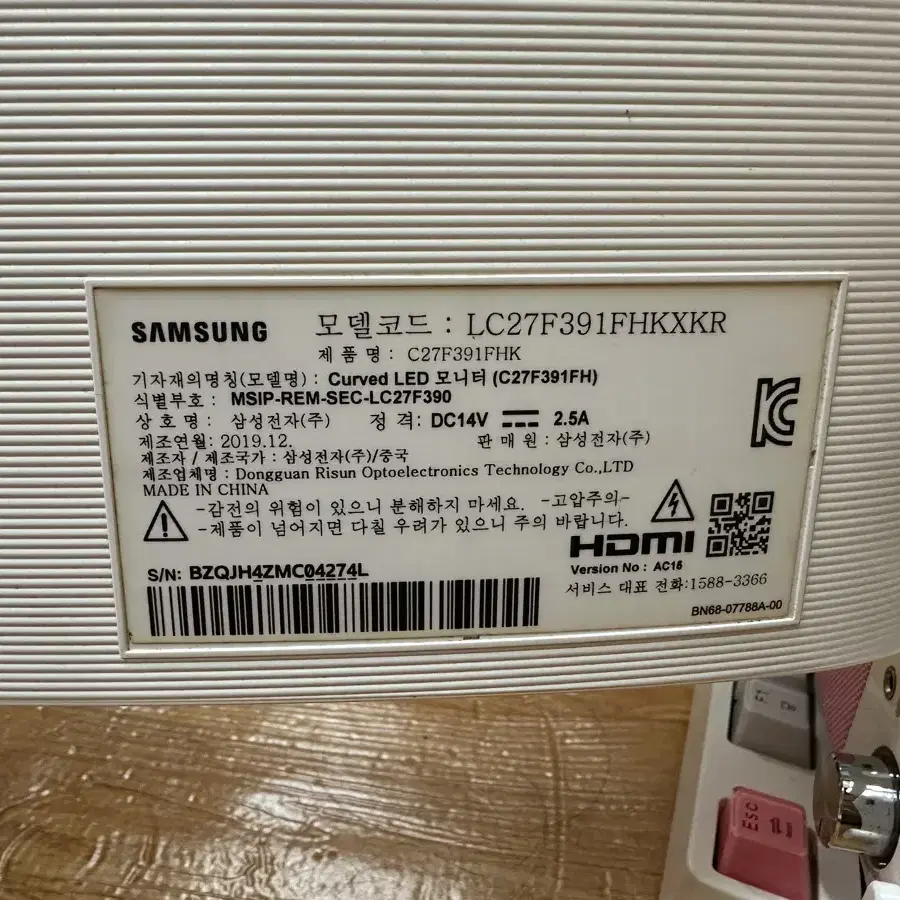 SAMSUNG 모델코드 : LC27F391FHKXKR
제 품 명 : C27F391FHK
기자재의명칭(모델명) : Curved LED 모니터 (C27F391FH)
식별부호 : MSIP-REM-SEC-LC27F390
상 호 명 : 삼성전자(주) 정 격: DC14V 2.5A
제조연월: 2019.12. 판 매 원 : 삼성전자(주)
제조자 / 제조국가 : 삼성전자(주)/중국
제조업체명 : Dongguan Risun Optoelectronics Technology Co.,LTD
MADE IN CHINA
-감전의 위험이 있으니 분해하지 마세요. -고압주의-
-제품이 넘어지면 다칠 우려가 있으니 주의 바랍니다.
HDMI
S/N: BZQJH4ZMC04274L
Version No : AC15
서비스 대표 전화:1588-3366
BN68-07788A-00
F1
ESC